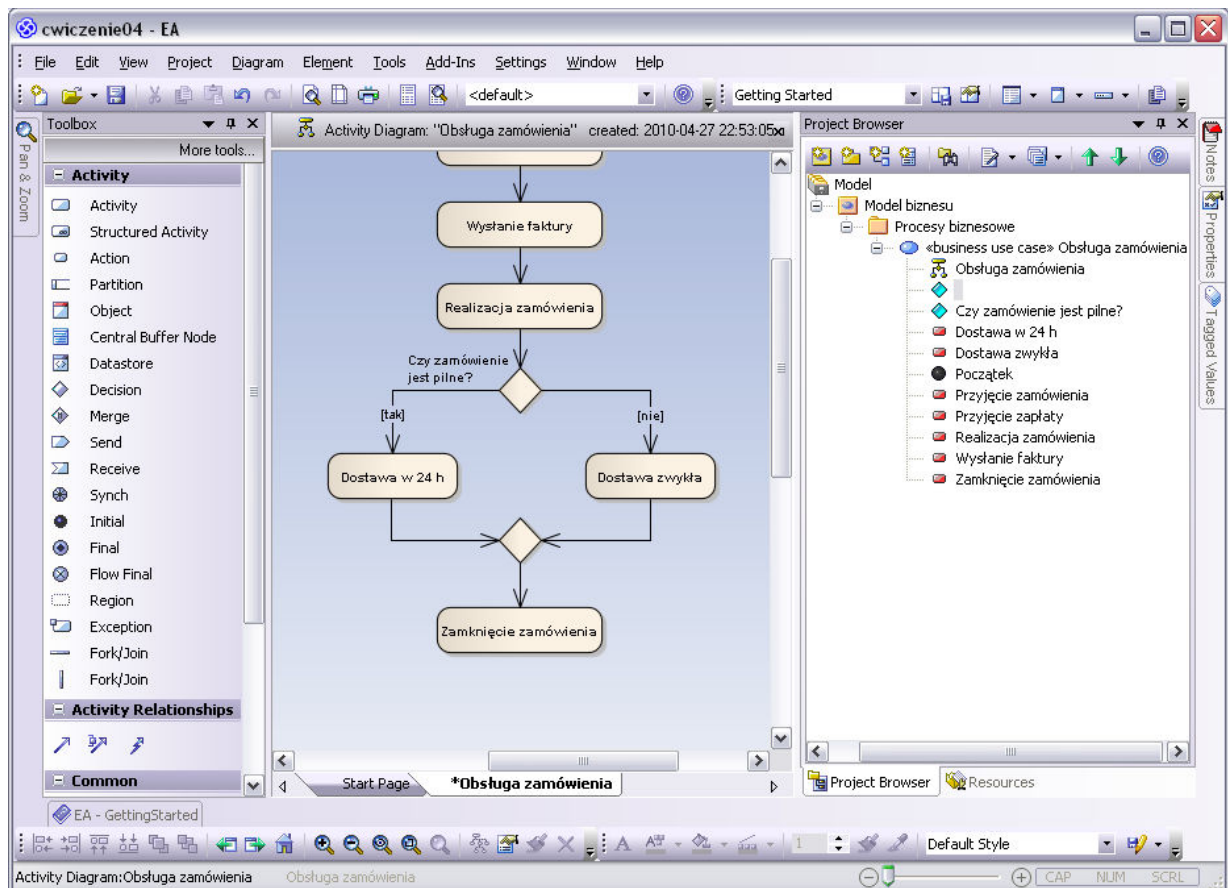 cwiczenie04 - EA
File Edit View Project Diagram Element Tools Add-Ins Settings Window Help
<default>
Getting Started
Pan & Zoom
Toolbox
More tools...
Activity
Activity
Structured Activity
Action
Partition
Object
Central Buffer Node
Datastore
Decision
Merge
Send
Receive
Synch
Initial
Final
Flow Final
Region
Exception
Fork/Join
Fork/Join
Activity Relationships
Common
Activity Diagram: "Obsługa zamówienia" created: 2010-04-27 22:53:05
Wysłanie faktury
Realizacja zamówienia
Czy zamówienie
jest pilne?
[tak]
[nie]
Dostawa w 24 h
Dostawa zwykła
Zamknięcie zamówienia
Start Page
*Obsługa zamówienia
Project Browser
Model
Model biznesu
Procesy biznesowe
«business use case» Obsługa zamówienia
Obsługa zamówienia
Czy zamówienie jest pilne?
Dostawa w 24 h
Dostawa zwykła
Początek
Przyjęcie zamówienia
Przyjęcie zapłaty
Realizacja zamówienia
Wysłanie faktury
Zamknięcie zamówienia
Project Browser
Resources
Notes
Properties
Tagged Values
EA - GettingStarted
1
Default Style
Activity Diagram:Obsługa zamówienia
Obsługa zamówienia
CAP NUM SCRL